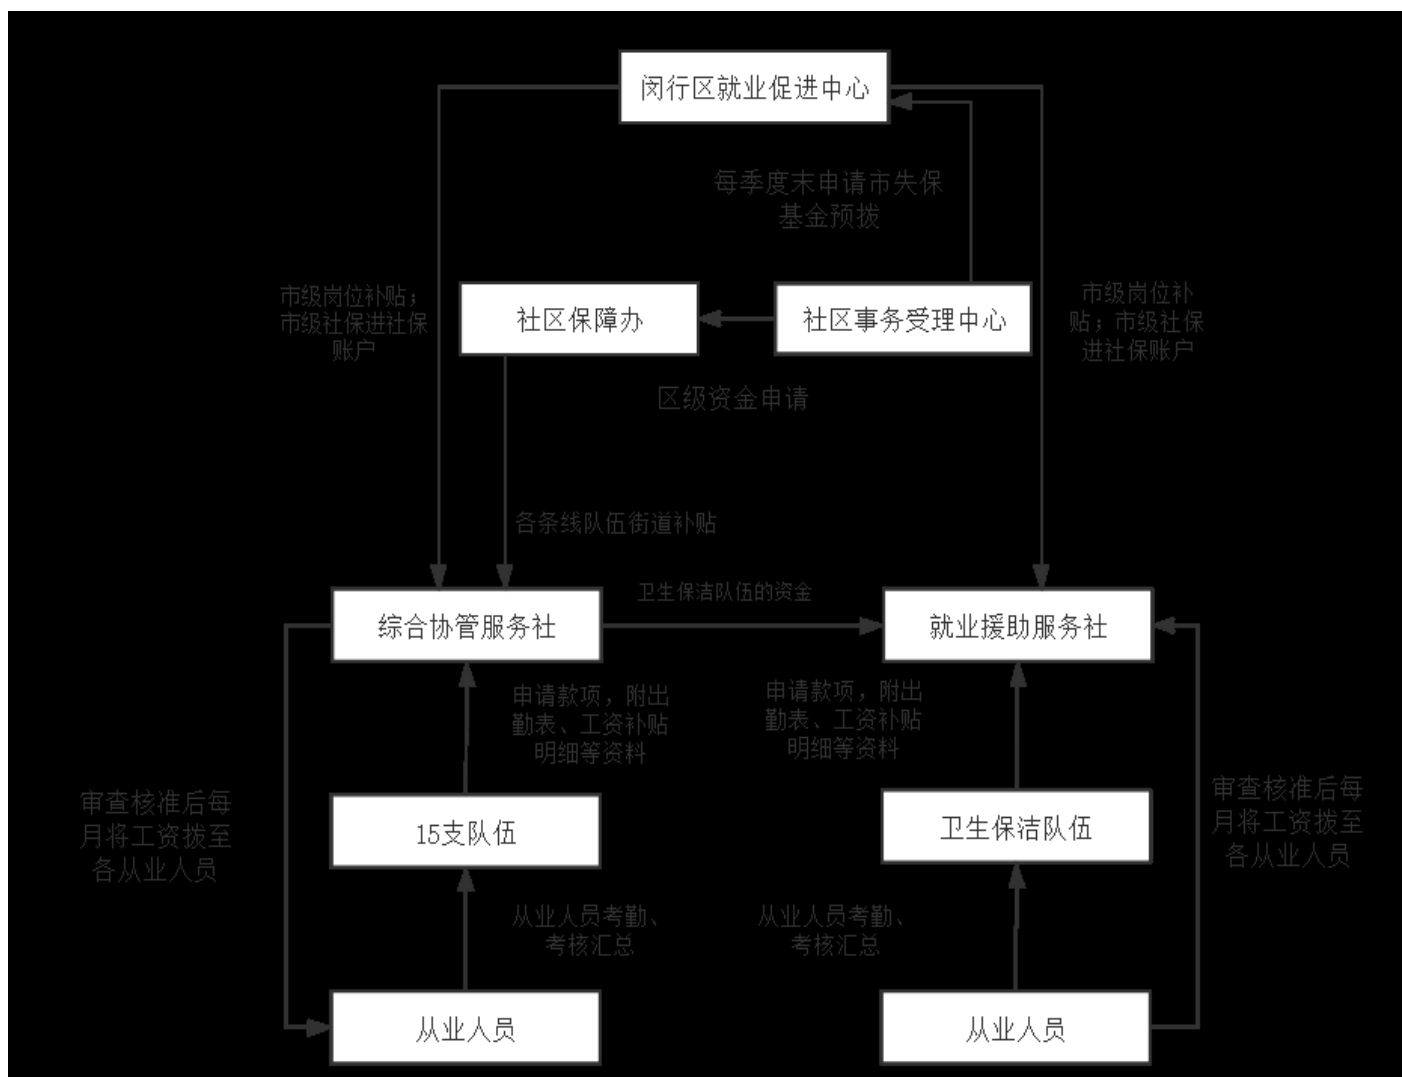 闵行区就业促进中心
每季度末申请市失保
基金预拨
市级岗位补贴；
市级社保进社保
账户
社区保障办
社区事务受理中心
市级岗位补
贴；市级社保
进社保账户
区级资金申请
各条线队伍街道补贴
卫生保洁队伍的资金
综合协管服务社
就业援助服务社
申请款项，附出
勤表、工资补贴
明细等资料
申请款项，附出
勤表、工资补贴
明细等资料
审查核准后每
月将工资拨至
各从业人员
15支队伍
卫生保洁队伍
审查核准后每
月将工资拨至
各从业人员
从业人员考勤、
考核汇总
从业人员考勤、
考核汇总
从业人员
从业人员